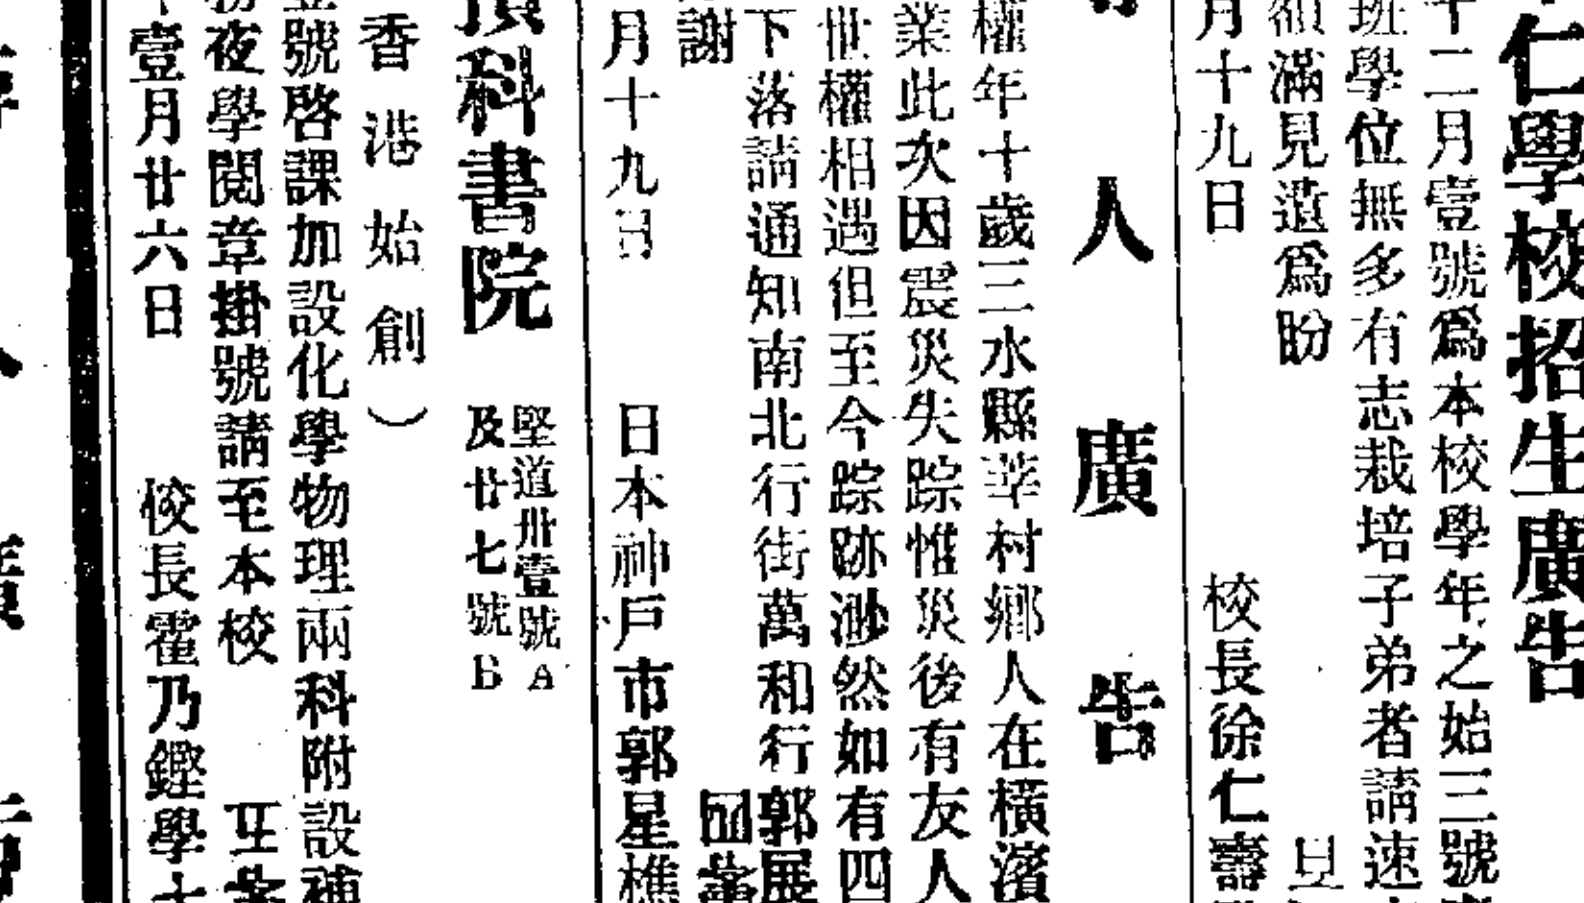 仁學校招生廣告
十二月壹號爲本校學年之始三號
班學位無多有志栽培子弟者請速
額滿見遺爲盼
月十九日 校長徐仁壽
人廣告
權年十歲三水縣莘村鄉人在橫濱
業此次因震災失踪惟災後有友人
世權相遇但至今踪跡渺然如有四
下落請通知南北行街萬和行郭展
謝
月十九日 日本神戶市郭星樵
預科書院 堅道卅壹號A
及廿七號B
香港始創）
壹號啓課加設化學物理兩科附設補
夜學閱章掛號請至本校
壹月廿六日 校長霍乃鏗學士